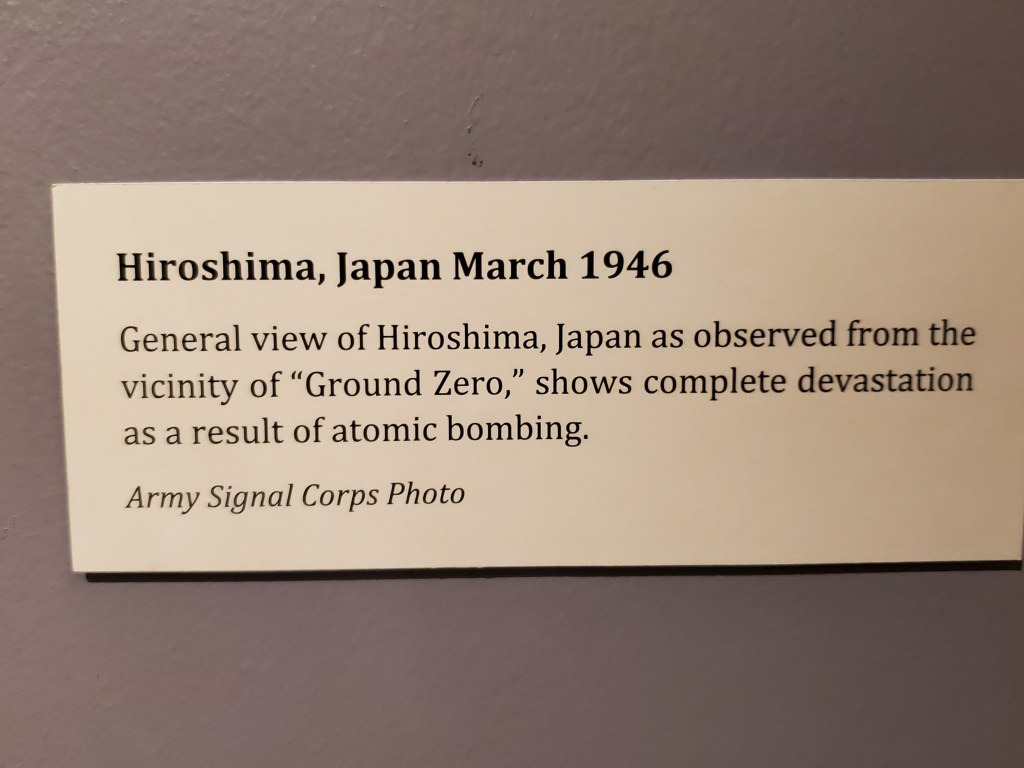 Hiroshima, Japan March 1946
General view of Hiroshima, Japan as observed from the
vicinity of “Ground Zero,” shows complete devastation
as a result of atomic bombing.
Army Signal Corps Photo